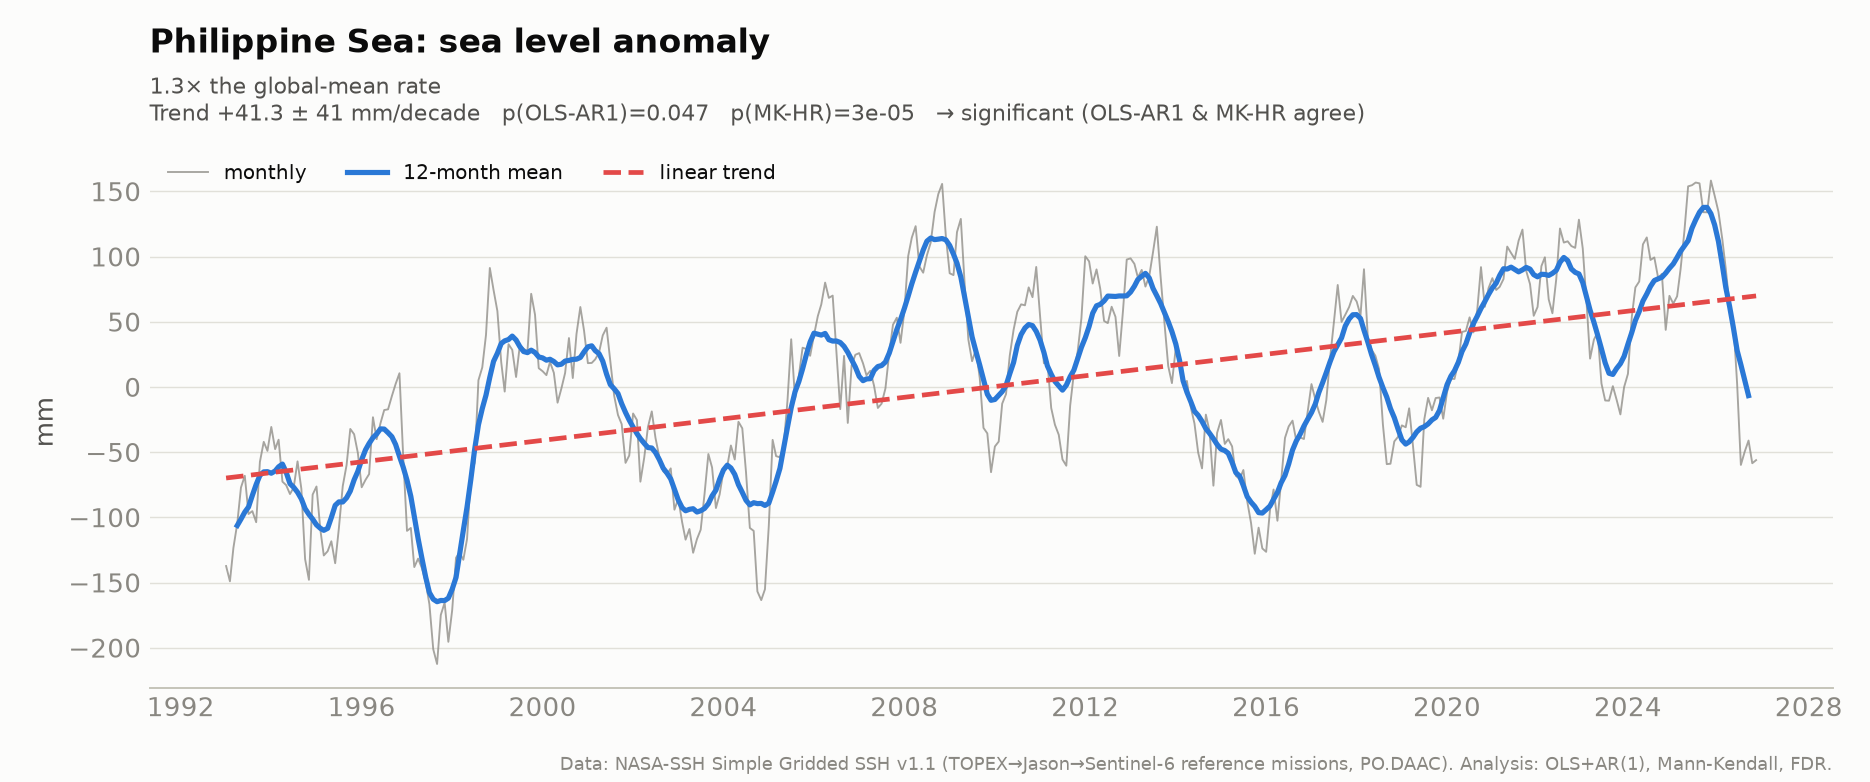 Philippine Sea: sea level anomaly
1.3× the global-mean rate
Trend +41.3 ± 41 mm/decade p(OLS-AR1)=0.047 p(MK-HR)=3e-05 → significant (OLS-AR1 & MK-HR agree)
monthly 12-month mean linear trend
150
100
50
0
−50
−100
−150
−200
mm
1992 1996 2000 2004 2008 2012 2016 2020 2024 2028
Data: NASA-SSH Simple Gridded SSH v1.1 (TOPEX→Jason→Sentinel-6 reference missions, PO.DAAC). Analysis: OLS+AR(1), Mann-Kendall, FDR.